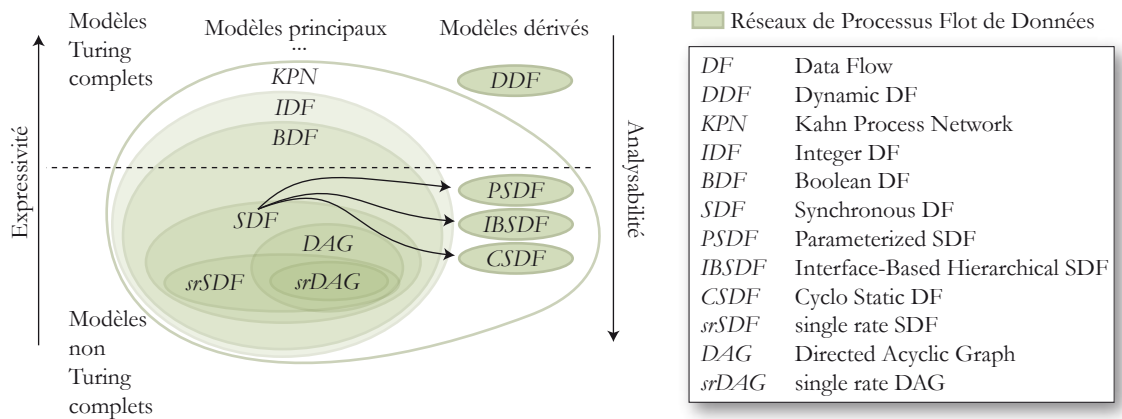 Modèles
Turing
complets
Modèles principaux
...
Modèles dérivés
KPN
DDF
IDF
BDF
Expressivité
Analysabilité
PSDF
SDF
IBSDF
DAG
CSDF
srSDF
srDAG
Modèles
non
Turing
complets
Réseaux de Processus Flot de Données
DF Data Flow
DDF Dynamic DF
KPN Kahn Process Network
IDF Integer DF
BDF Boolean DF
SDF Synchronous DF
PSDF Parameterized SDF
IBSDF Interface-Based Hierarchical SDF
CSDF Cyclo Static DF
srSDF single rate SDF
DAG Directed Acyclic Graph
srDAG single rate DAG